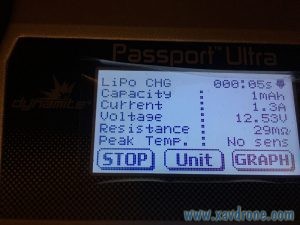 Passport™ Ultra
dynamite
LiPo CHG 000:05s
Capacity : 1mAh
Current : 1.3A
Voltage : 12.53V
Resistance : 29mΩ
Peak Temp. : No sens
STOP Unit GRAPH
www.xavdrone.com